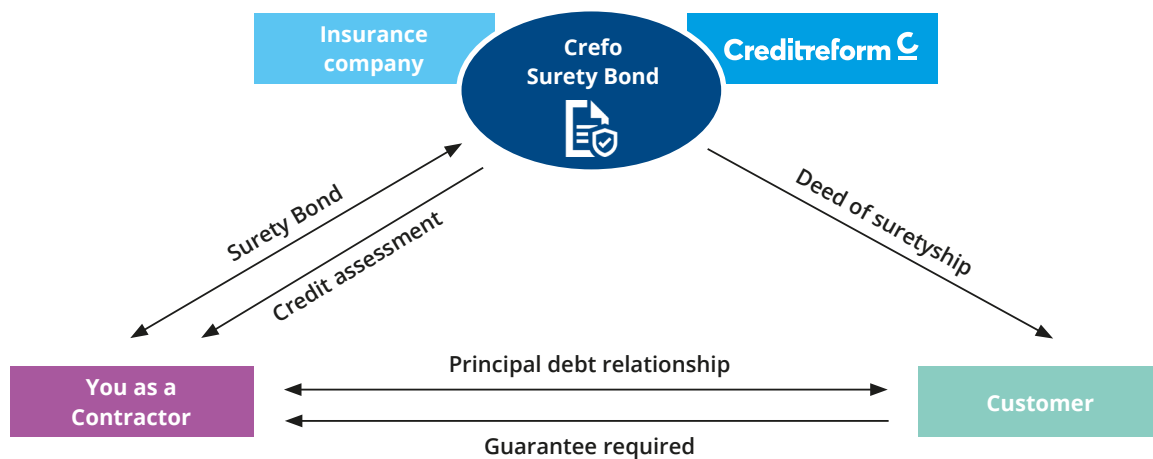 Insurance
company
Crefo
Surety Bond
Creditreform C
Surety Bond
Credit assessment
Deed of suretyship
Principal debt relationship
You as a
Contractor
Customer
Guarantee required